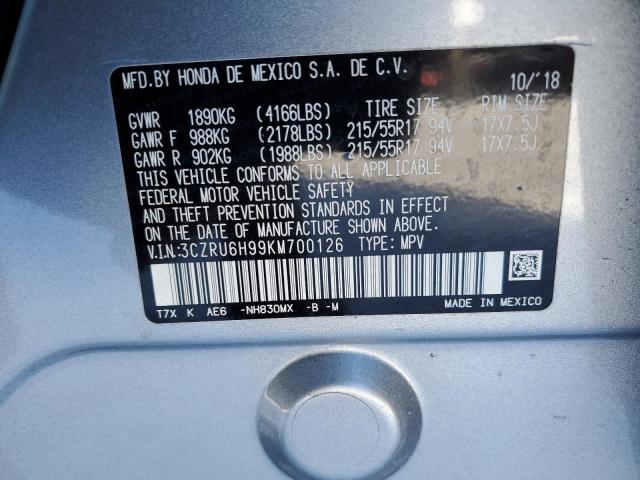 MFD.BY HONDA DE MEXICO S.A. DE C.V. 10/'18
GVWR 1890KG (4166LBS) TIRE SIZE RIM SIZE
GAWR F 988KG (2178LBS) 215/55R17 94V 17X7.5J
GAWR R 902KG (1988LBS) 215/55R17 94V 17X7.5J
THIS VEHICLE CONFORMS TO ALL APPLICABLE
FEDERAL MOTOR VEHICLE SAFETY
AND THEFT PREVENTION STANDARDS IN EFFECT
ON THE DATE OF MANUFACTURE SHOWN ABOVE.
V.I.N.:3CZRU6H99KM700126 TYPE: MPV
T7X K AE6 -NH830MX -B -M MADE IN MEXICO